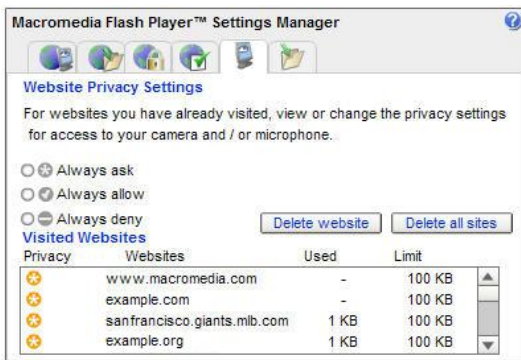 Macromedia Flash Player™ Settings Manager
Website Privacy Settings
For websites you have already visited, view or change the privacy settings
for access to your camera and / or microphone.
Always ask
Always allow
Always deny
Delete website Delete all sites
Visited Websites
Privacy Websites Used Limit
www.macromedia.com - 100 KB
example.com - 100 KB
sanfrancisco.giants.mlb.com 1 KB 100 KB
example.org 1 KB 100 KB